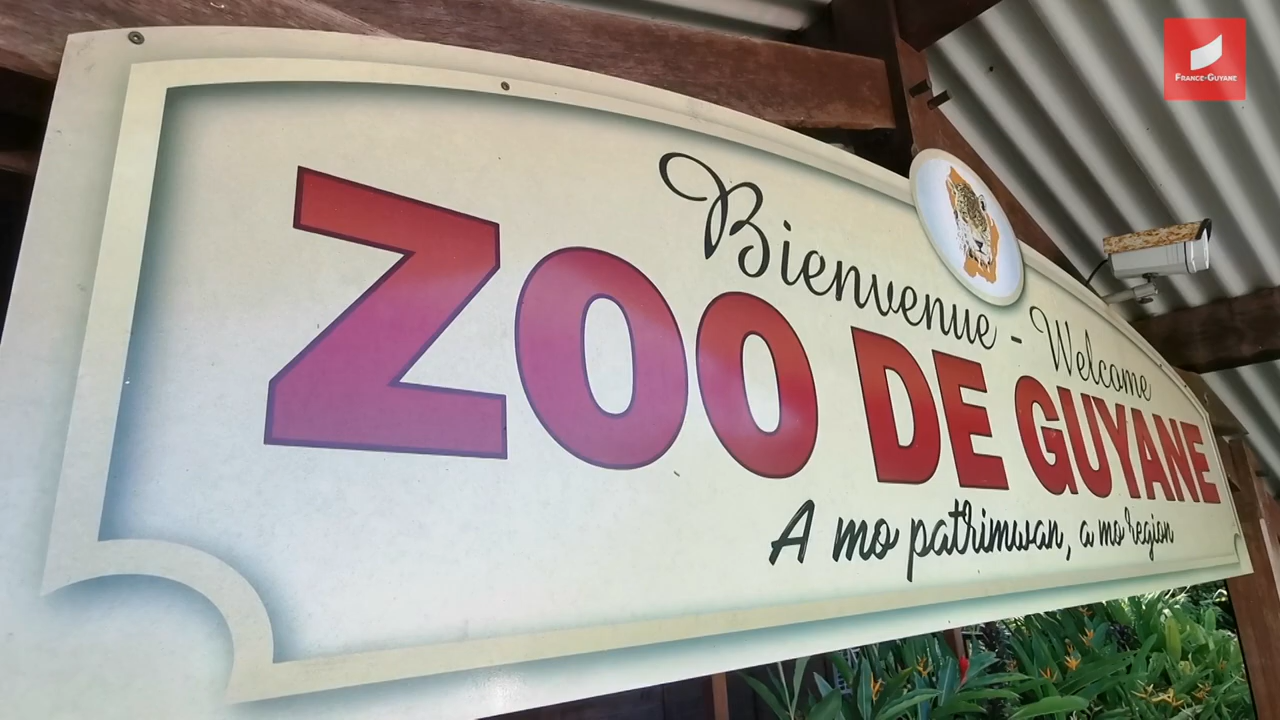 FRANCE-GUYANE
Bienvenue - Welcome
ZOO DE GUYANE
A mo patrimwan, a mo region